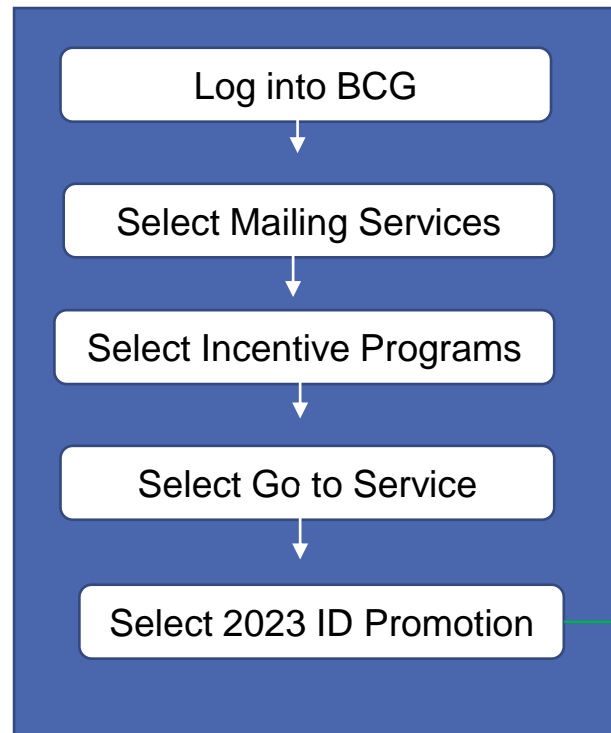 Log into BCG
Select Mailing Services
Select Incentive Programs
Select Go to Service
Select 2023 ID Promotion